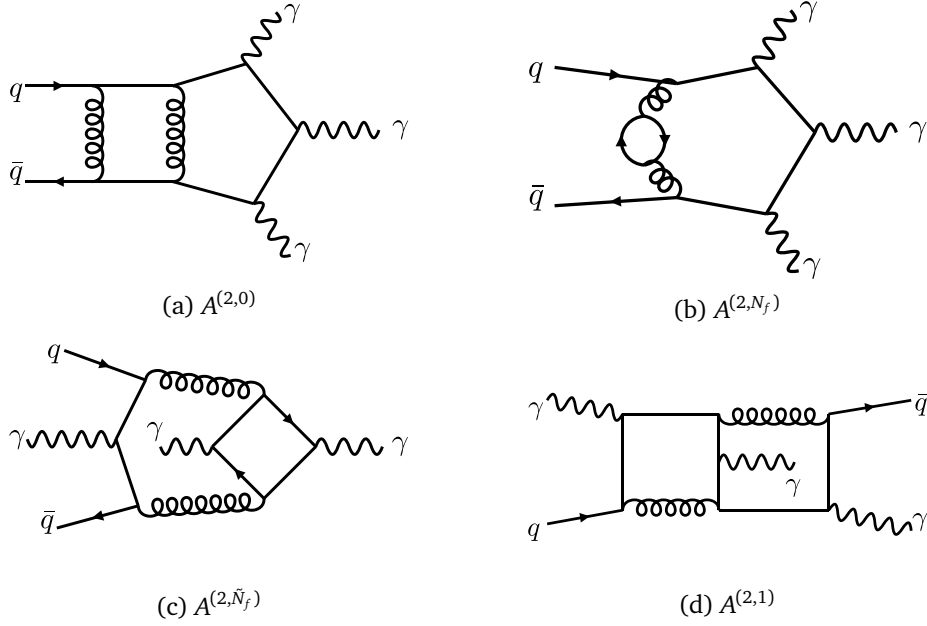 q
q̄
γ
γ
γ
(a) A^{(2,0)}
q
q̄
γ
γ
γ
(b) A^{(2,N_f)}
q
γ
q̄
γ
γ
(c) A^{(2,Ñ_f)}
γ
q
γ
q̄
γ
(d) A^{(2,1)}